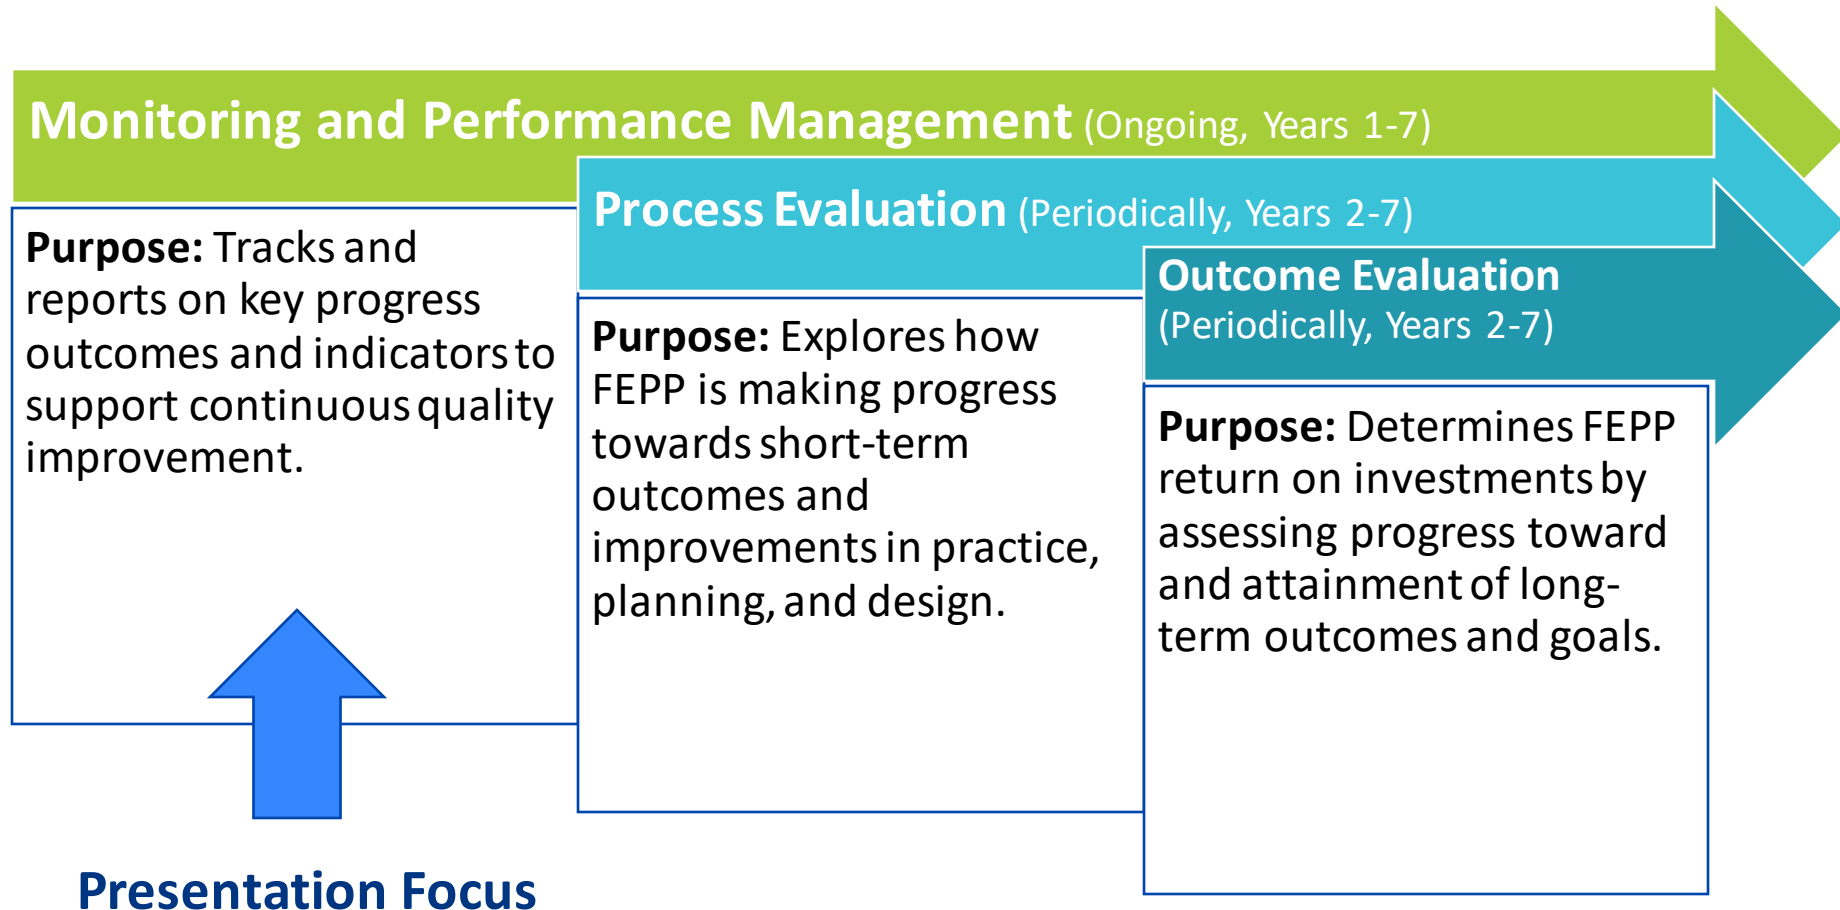 Monitoring and Performance Management (Ongoing, Years 1-7)
Purpose: Tracks and
reports on key progress
outcomes and indicators to
support continuous quality
improvement.
Process Evaluation (Periodically, Years 2-7)
Purpose: Explores how
FEPP is making progress
towards short-term
outcomes and
improvements in practice,
planning, and design.
Outcome Evaluation
(Periodically, Years 2-7)
Purpose: Determines FEPP
return on investments by
assessing progress toward
and attainment of long-
term outcomes and goals.
Presentation Focus